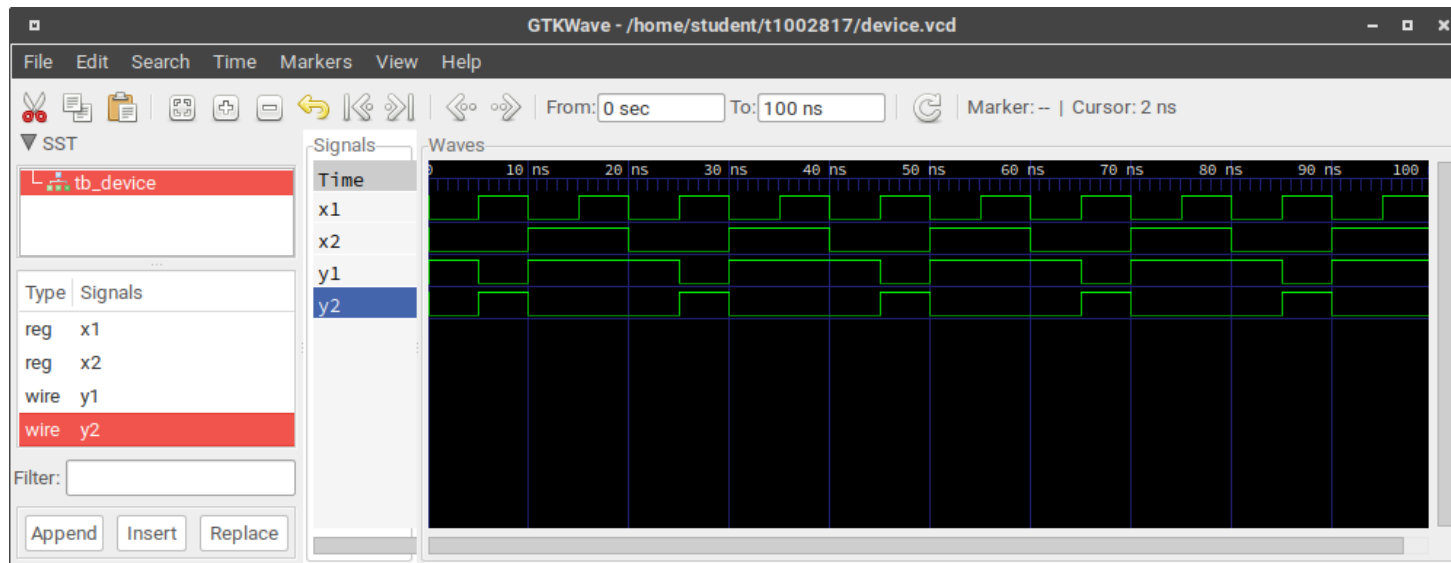 GTKWave - /home/student/t1002817/device.vcd
File Edit Search Time Markers View Help
From: 0 sec To: 100 ns Marker: -- | Cursor: 2 ns
SST
tb_device
Type Signals
reg x1
reg x2
wire y1
wire y2
Filter:
Append Insert Replace
Signals
Time
x1
x2
y1
y2
Waves
0 10 ns 20 ns 30 ns 40 ns 50 ns 60 ns 70 ns 80 ns 90 ns 100